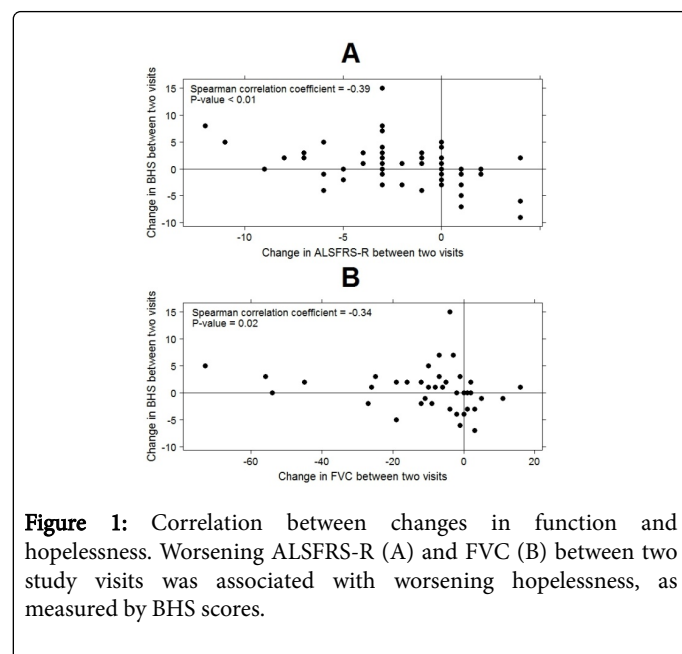 A
Spearman correlation coefficient = -0.39
P-value < 0.01
Change in BHS between two visits
15
10
5
0
-5
-10
-10
-5
0
Change in ALSFRS-R between two visits
B
Spearman correlation coefficient = -0.34
P-value = 0.02
Change in BHS between two visits
15
10
5
0
-5
-10
-60
-40
-20
0
20
Change in FVC between two visits
Figure 1: Correlation between changes in function and
hopelessness. Worsening ALSFRS-R (A) and FVC (B) between two
study visits was associated with worsening hopelessness, as
measured by BHS scores.